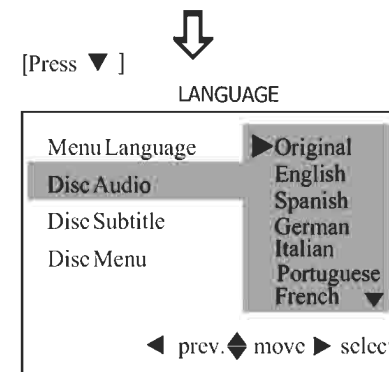 [Press ▼ ]
LANGUAGE
Menu Language
Disc Audio
Disc Subtitle
Disc Menu
▶Original
English
Spanish
German
Italian
Portuguese
French ▼
◀ prev. ◆ move ▶ selec